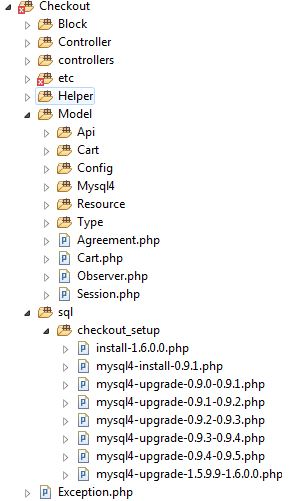 Checkout
Block
Controller
controllers
etc
Helper
Model
Api
Cart
Config
Mysql4
Resource
Type
Agreement.php
Cart.php
Observer.php
Session.php
sql
checkout_setup
install-1.6.0.0.php
mysql4-install-0.9.1.php
mysql4-upgrade-0.9.0-0.9.1.php
mysql4-upgrade-0.9.1-0.9.2.php
mysql4-upgrade-0.9.2-0.9.3.php
mysql4-upgrade-0.9.3-0.9.4.php
mysql4-upgrade-0.9.4-0.9.5.php
mysql4-upgrade-1.5.9.9-1.6.0.0.php
Exception.php